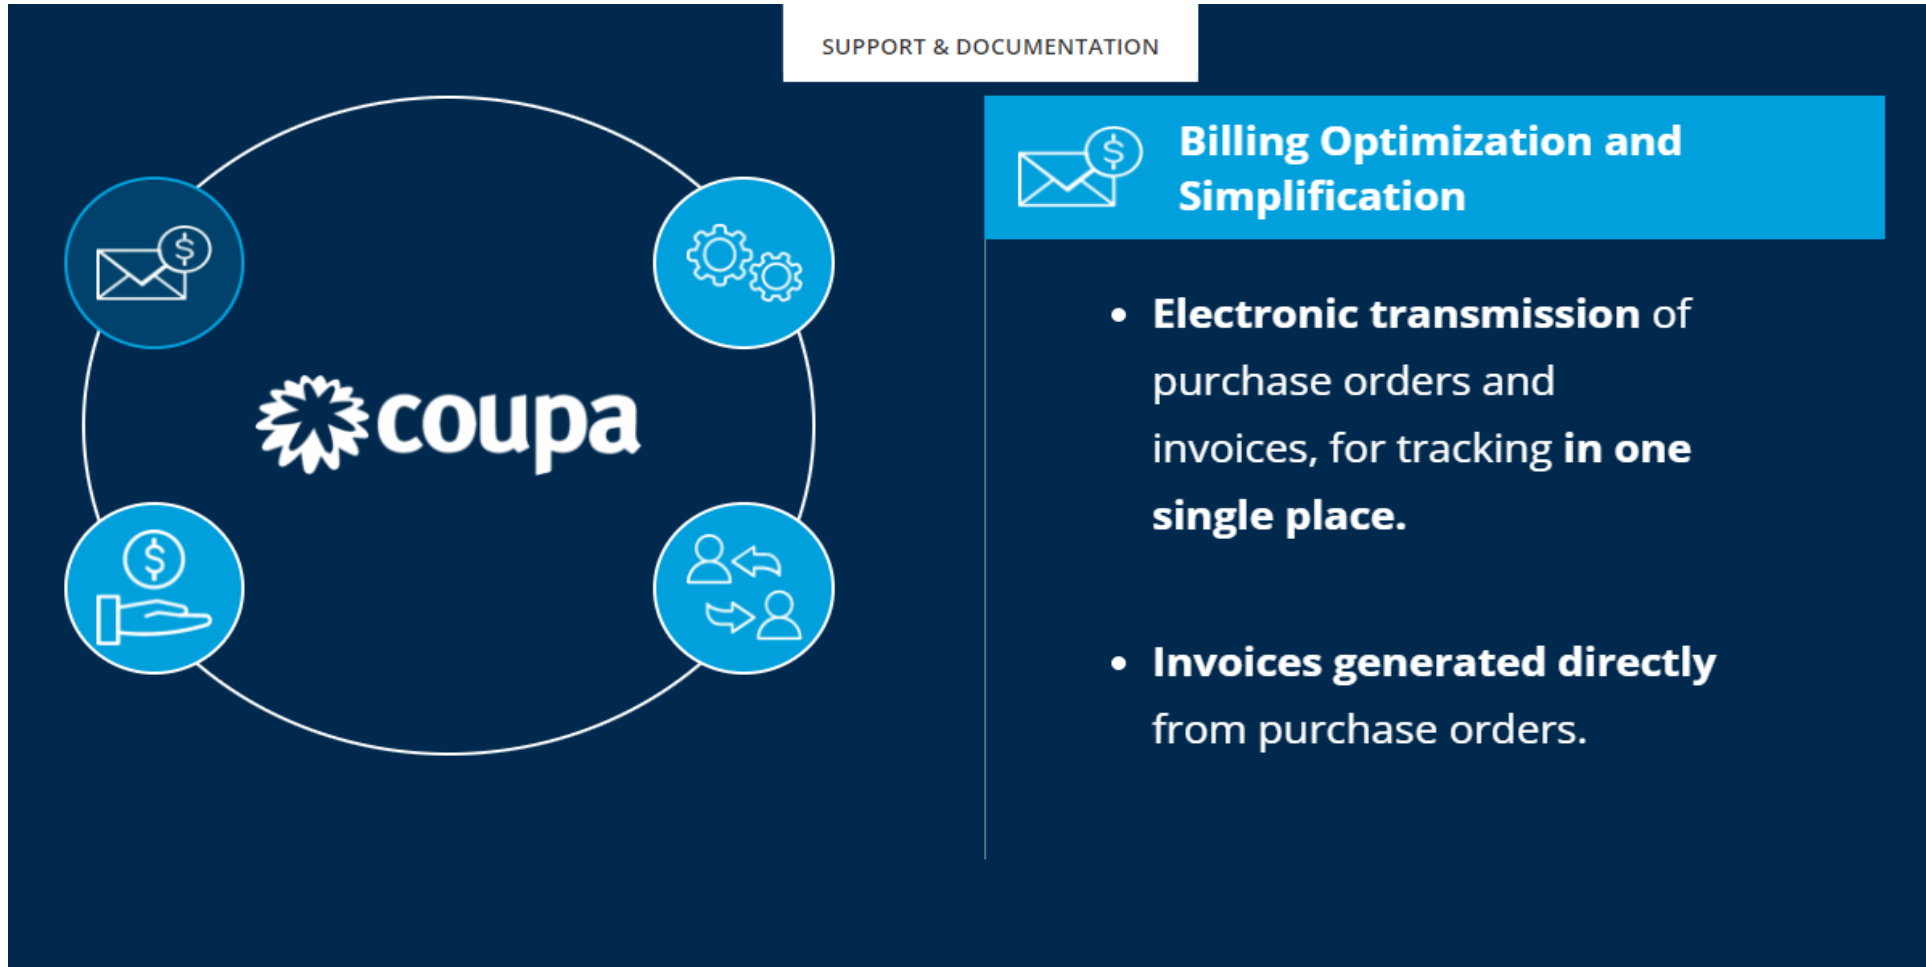 SUPPORT & DOCUMENTATION
coupa
Billing Optimization and
Simplification
• Electronic transmission of
purchase orders and
invoices, for tracking in one
single place.
• Invoices generated directly
from purchase orders.